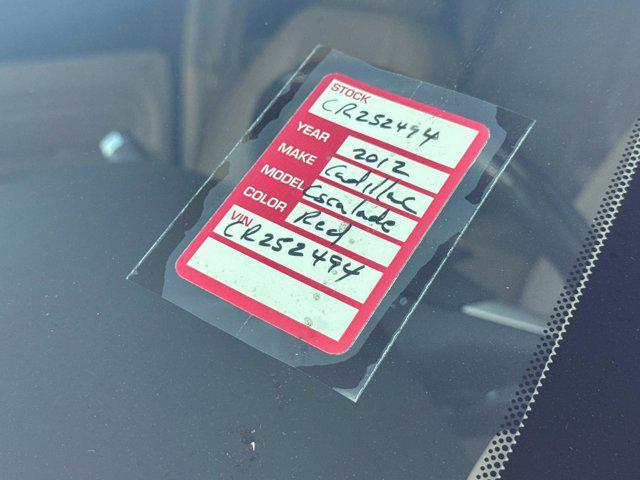 STOCK
CR252494
YEAR 2012
MAKE Cadillac
MODEL Escalade
COLOR Red
VIN
CR252494